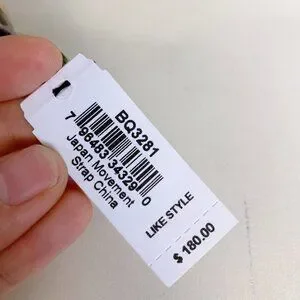 BQ3281
7 96483 34329 0
Japan Movement
Strap China
LIKE STYLE
$ 180.00